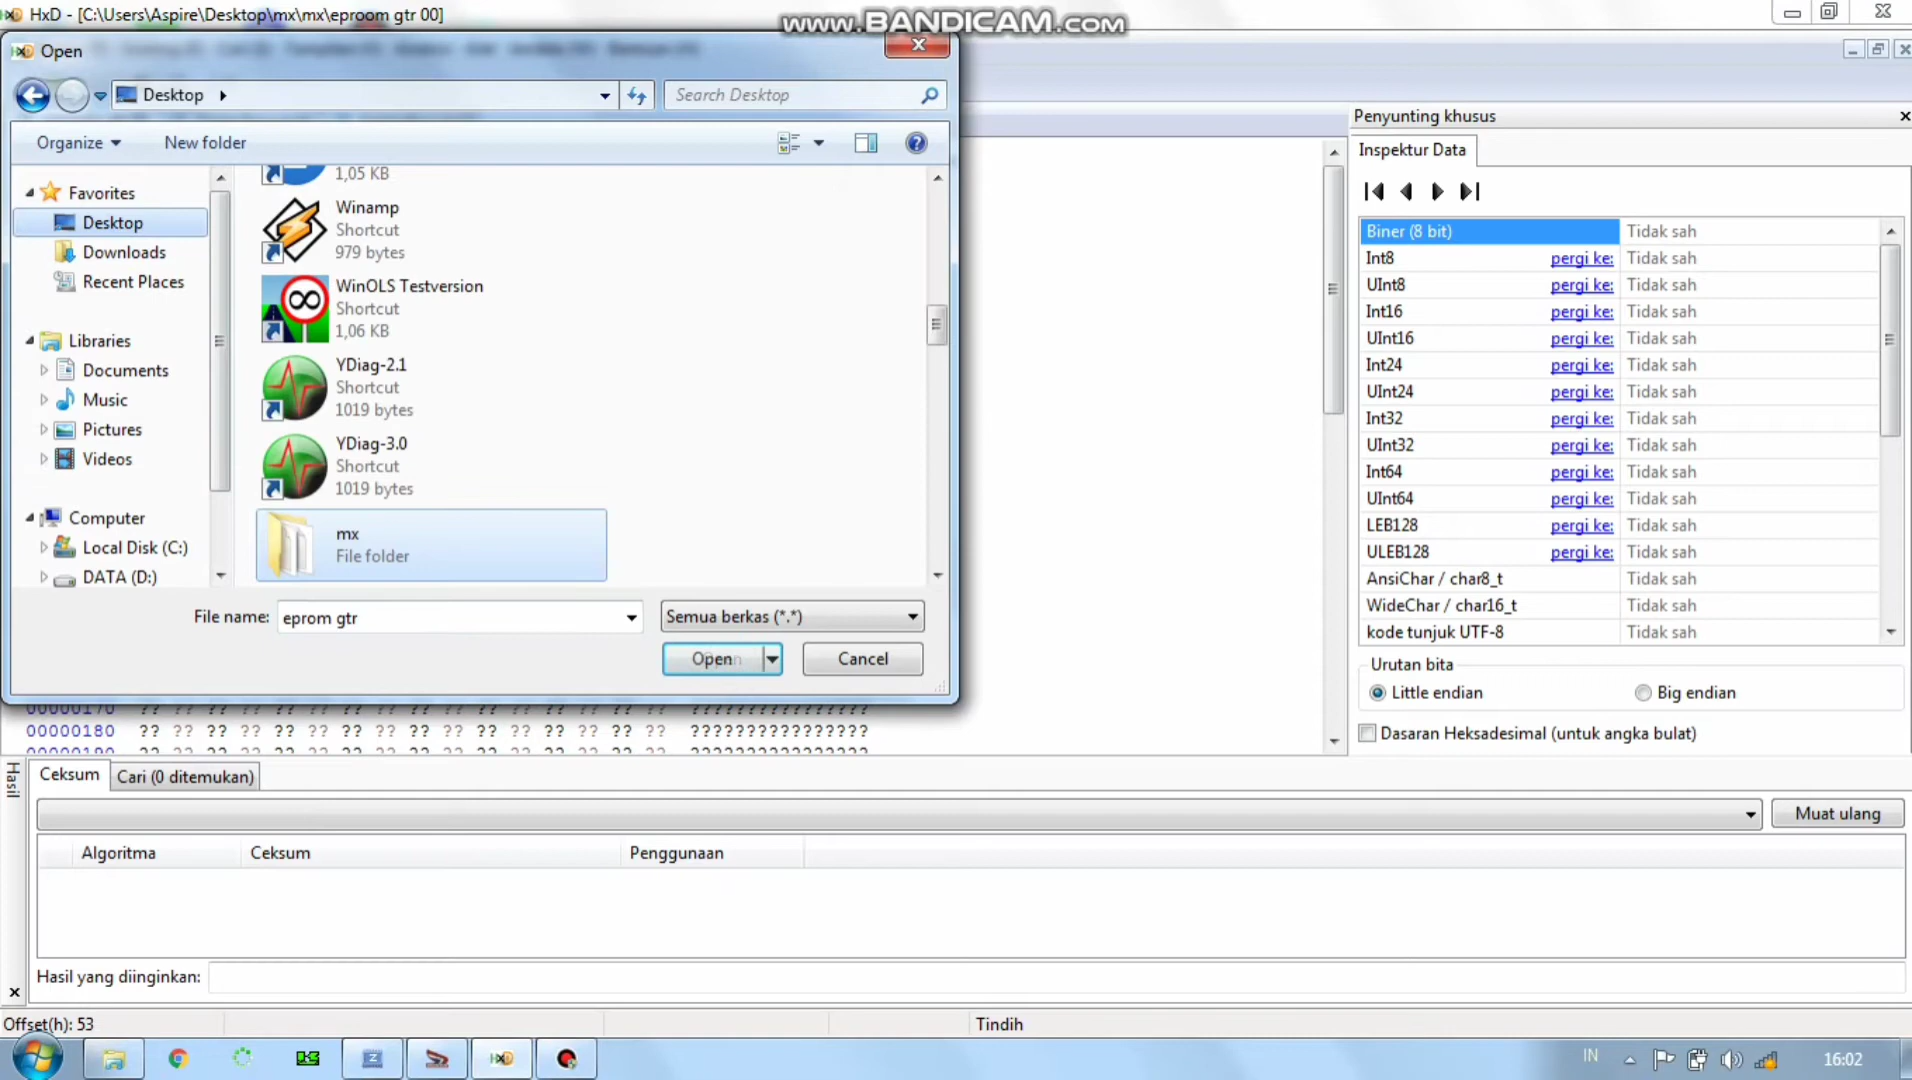 HxD - [C:\Users\Aspire\Desktop\mx\mx\eproom gtr 00]
www.BANDICAM.com
Open
Desktop
Search Desktop
Organize
New folder
Favorites
Desktop
Downloads
Recent Places
Libraries
Documents
Music
Pictures
Videos
Computer
Local Disk (C:)
DATA (D:)
1,05 KB
Winamp
Shortcut
979 bytes
WinOLS Testversion
Shortcut
1,06 KB
YDiag-2.1
Shortcut
1019 bytes
YDiag-3.0
Shortcut
1019 bytes
mx
File folder
File name: eprom gtr
Semua berkas (*.*)
Open
Cancel
00000170 ?? ?? ?? ?? ?? ?? ?? ?? ?? ?? ?? ?? ?? ?? ?? ?? ????????????????
00000180 ?? ?? ?? ?? ?? ?? ?? ?? ?? ?? ?? ?? ?? ?? ?? ?? ????????????????
00000190 ?? ?? ?? ?? ?? ?? ?? ?? ?? ?? ?? ?? ?? ?? ?? ?? ????????????????
Penyunting khusus
Inspektur Data
Biner (8 bit) Tidak sah
Int8 pergi ke: Tidak sah
UInt8 pergi ke: Tidak sah
Int16 pergi ke: Tidak sah
UInt16 pergi ke: Tidak sah
Int24 pergi ke: Tidak sah
UInt24 pergi ke: Tidak sah
Int32 pergi ke: Tidak sah
UInt32 pergi ke: Tidak sah
Int64 pergi ke: Tidak sah
UInt64 pergi ke: Tidak sah
LEB128 pergi ke: Tidak sah
ULEB128 pergi ke: Tidak sah
AnsiChar / char8_t Tidak sah
WideChar / char16_t Tidak sah
kode tunjuk UTF-8 Tidak sah
Urutan bita
Little endian
Big endian
Dasaran Heksadesimal (untuk angka bulat)
Hasil
Ceksum
Cari (0 ditemukan)
Muat ulang
Algoritma
Ceksum
Penggunaan
Hasil yang diinginkan:
Offset(h): 53
Tindih
IN
16:02